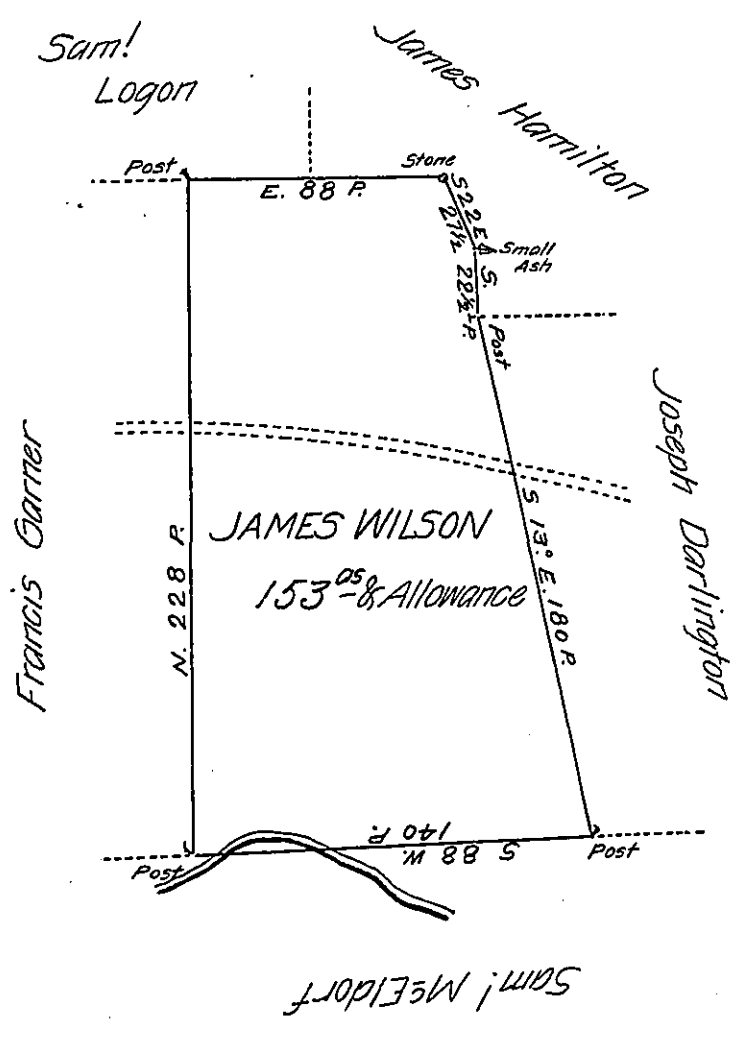 Sam!
Logon
James Hamilton
Post
Stone
E. 88 P.
S 22 E
27½
Small
Ash
S.
22½ P.
Post
Francis Garner
Joseph Darlington
JAMES WILSON
153 as & Allowance
N. 228 P.
S 13° E. 180 P.
S 88 W
140 P.
Post
Post
Sam! McEldorf